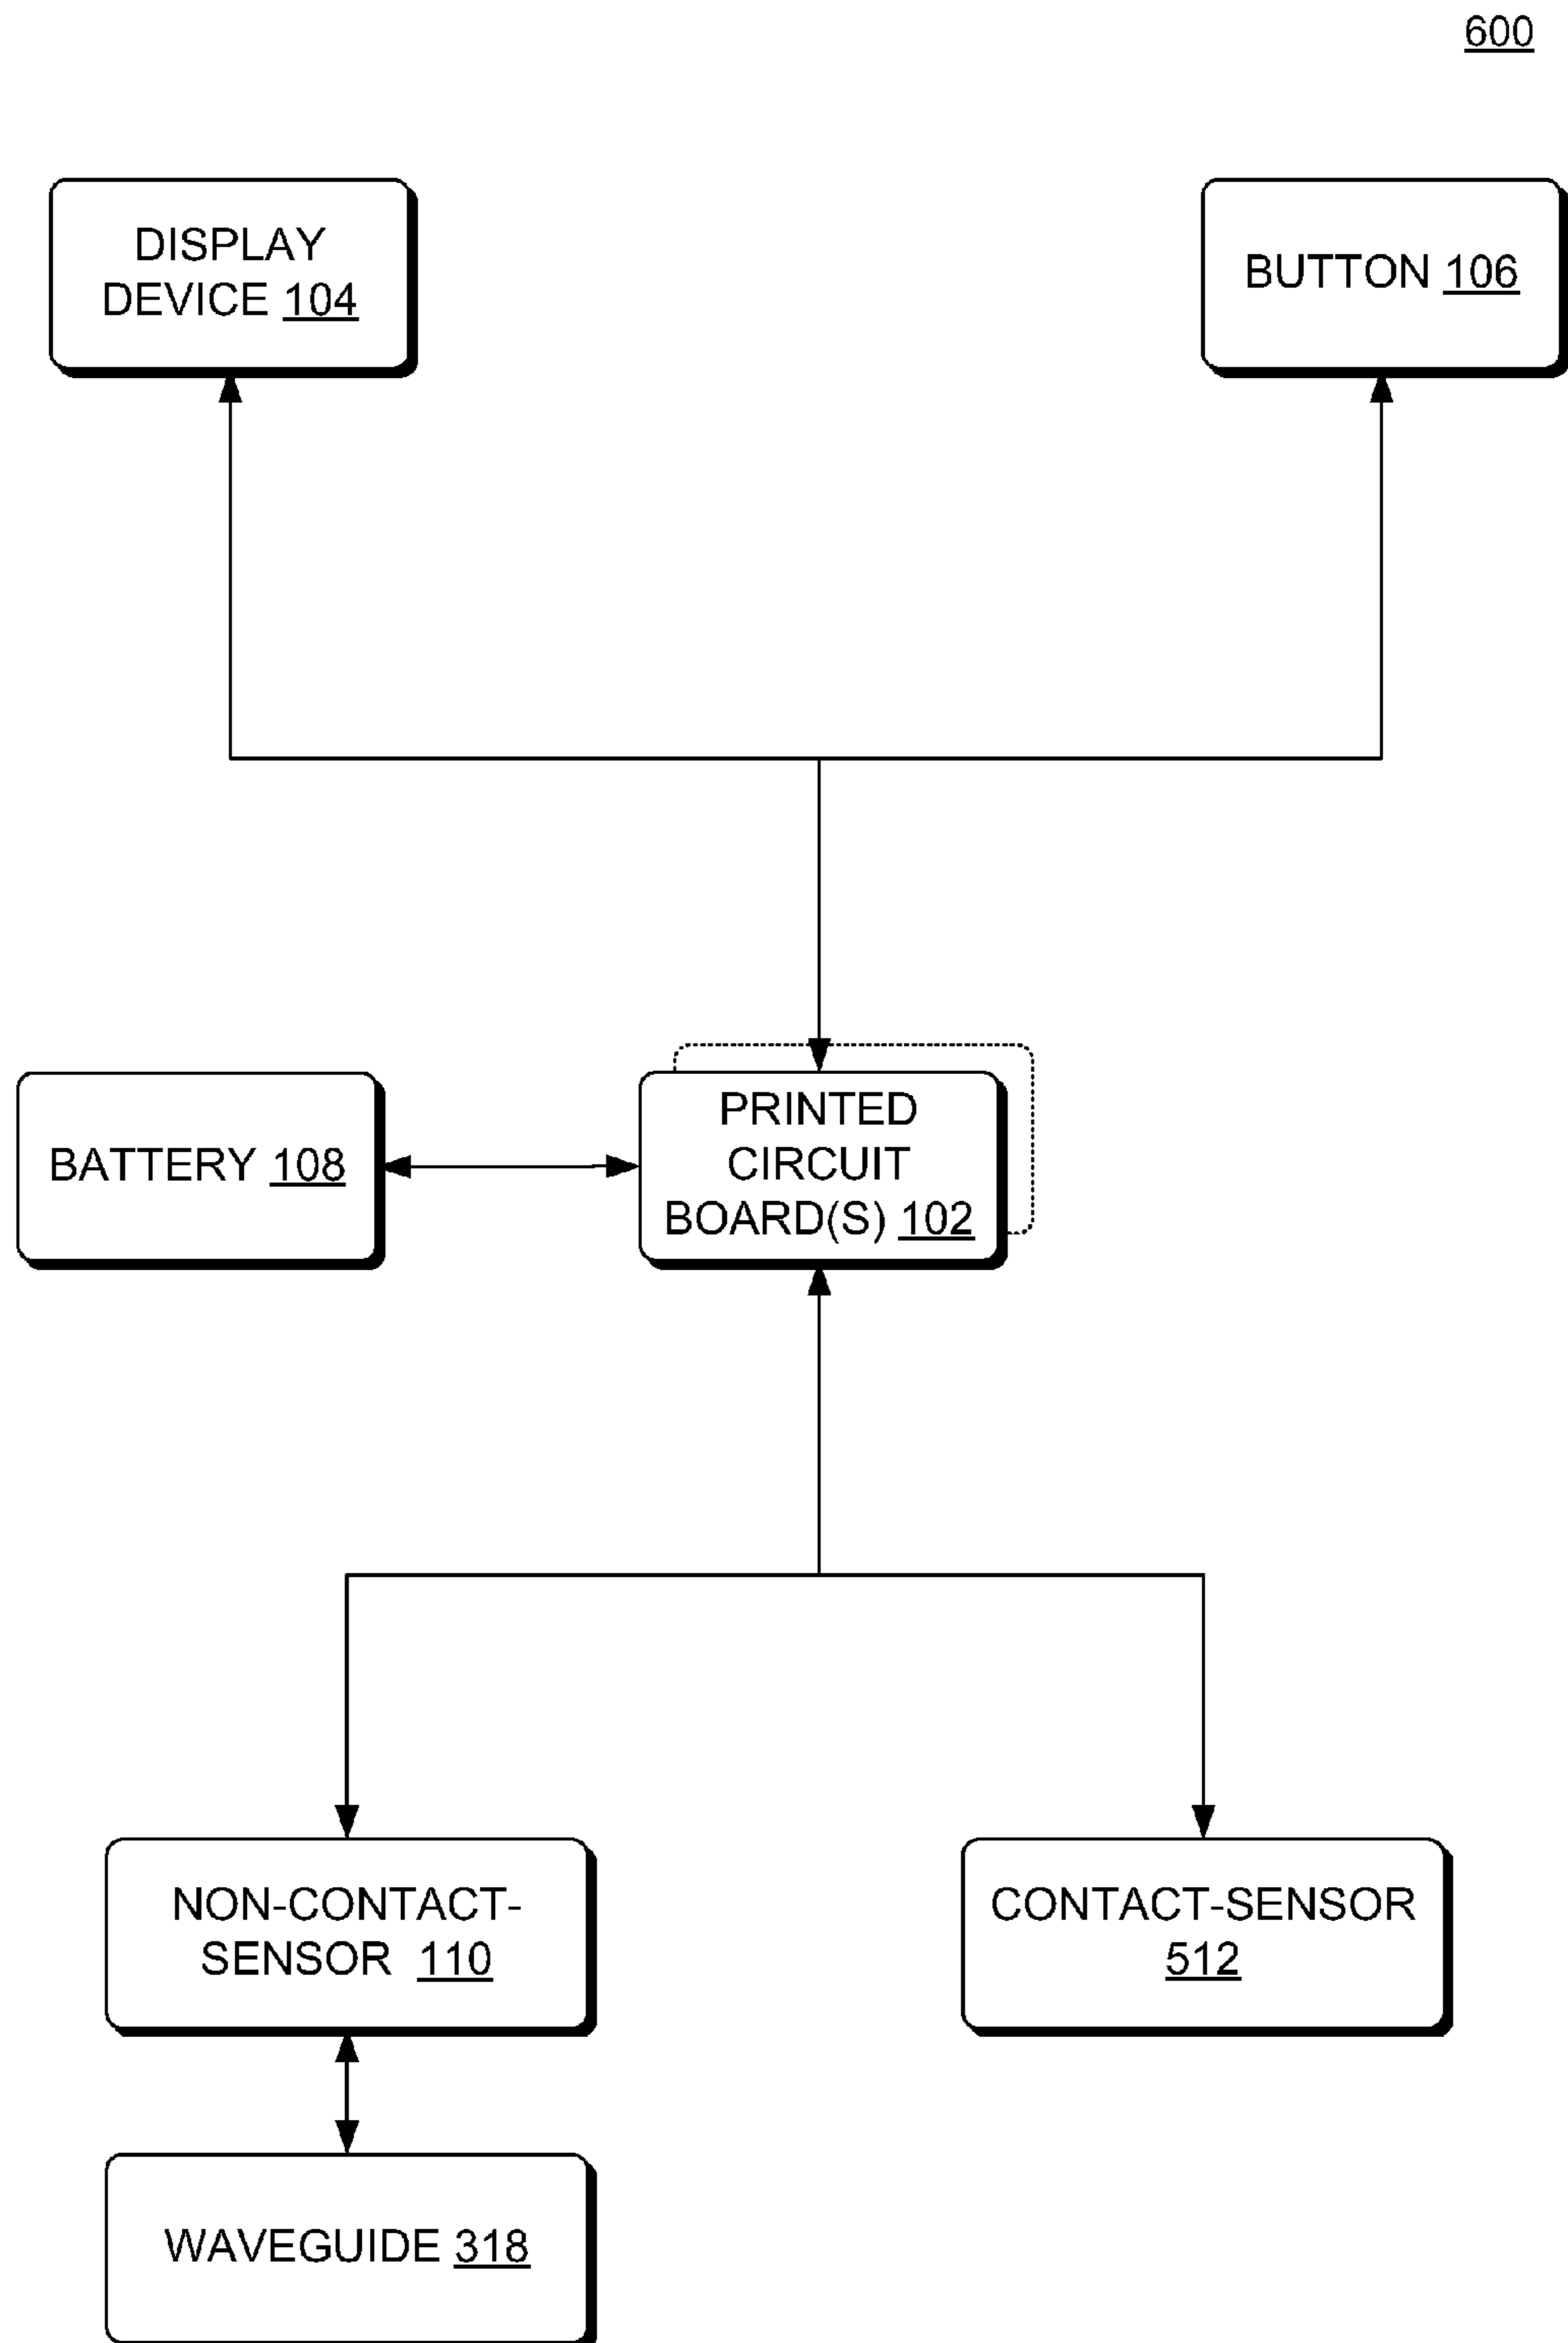 600
DISPLAY
DEVICE 104
BUTTON 106
BATTERY 108
PRINTED
CIRCUIT
BOARD(S) 102
NON-CONTACT-
SENSOR 110
CONTACT-SENSOR
512
WAVEGUIDE 318